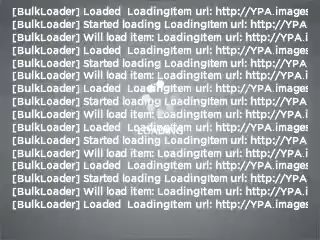 [BulkLoader] Loaded LoadingItem url: http://YPA.images
[BulkLoader] Started loading LoadingItem url: http://YPA
[BulkLoader] Will load item: LoadingItem url: http://YPA.i
[BulkLoader] Loaded LoadingItem url: http://YPA.images
[BulkLoader] Started loading LoadingItem url: http://YPA
[BulkLoader] Will load item: LoadingItem url: http://YPA.i
[BulkLoader] Loaded LoadingItem url: http://YPA.images
[BulkLoader] Started loading LoadingItem url: http://YPA
[BulkLoader] Will load item: LoadingItem url: http://YPA.i
[BulkLoader] Loaded LoadingItem url: http://YPA.images
LOADING
[BulkLoader] Started loading LoadingItem url: http://YPA
[BulkLoader] Will load item: LoadingItem url: http://YPA.i
[BulkLoader] Loaded LoadingItem url: http://YPA.images
[BulkLoader] Started loading LoadingItem url: http://YPA
[BulkLoader] Will load item: LoadingItem url: http://YPA.i
[BulkLoader] Loaded LoadingItem url: http://YPA.images